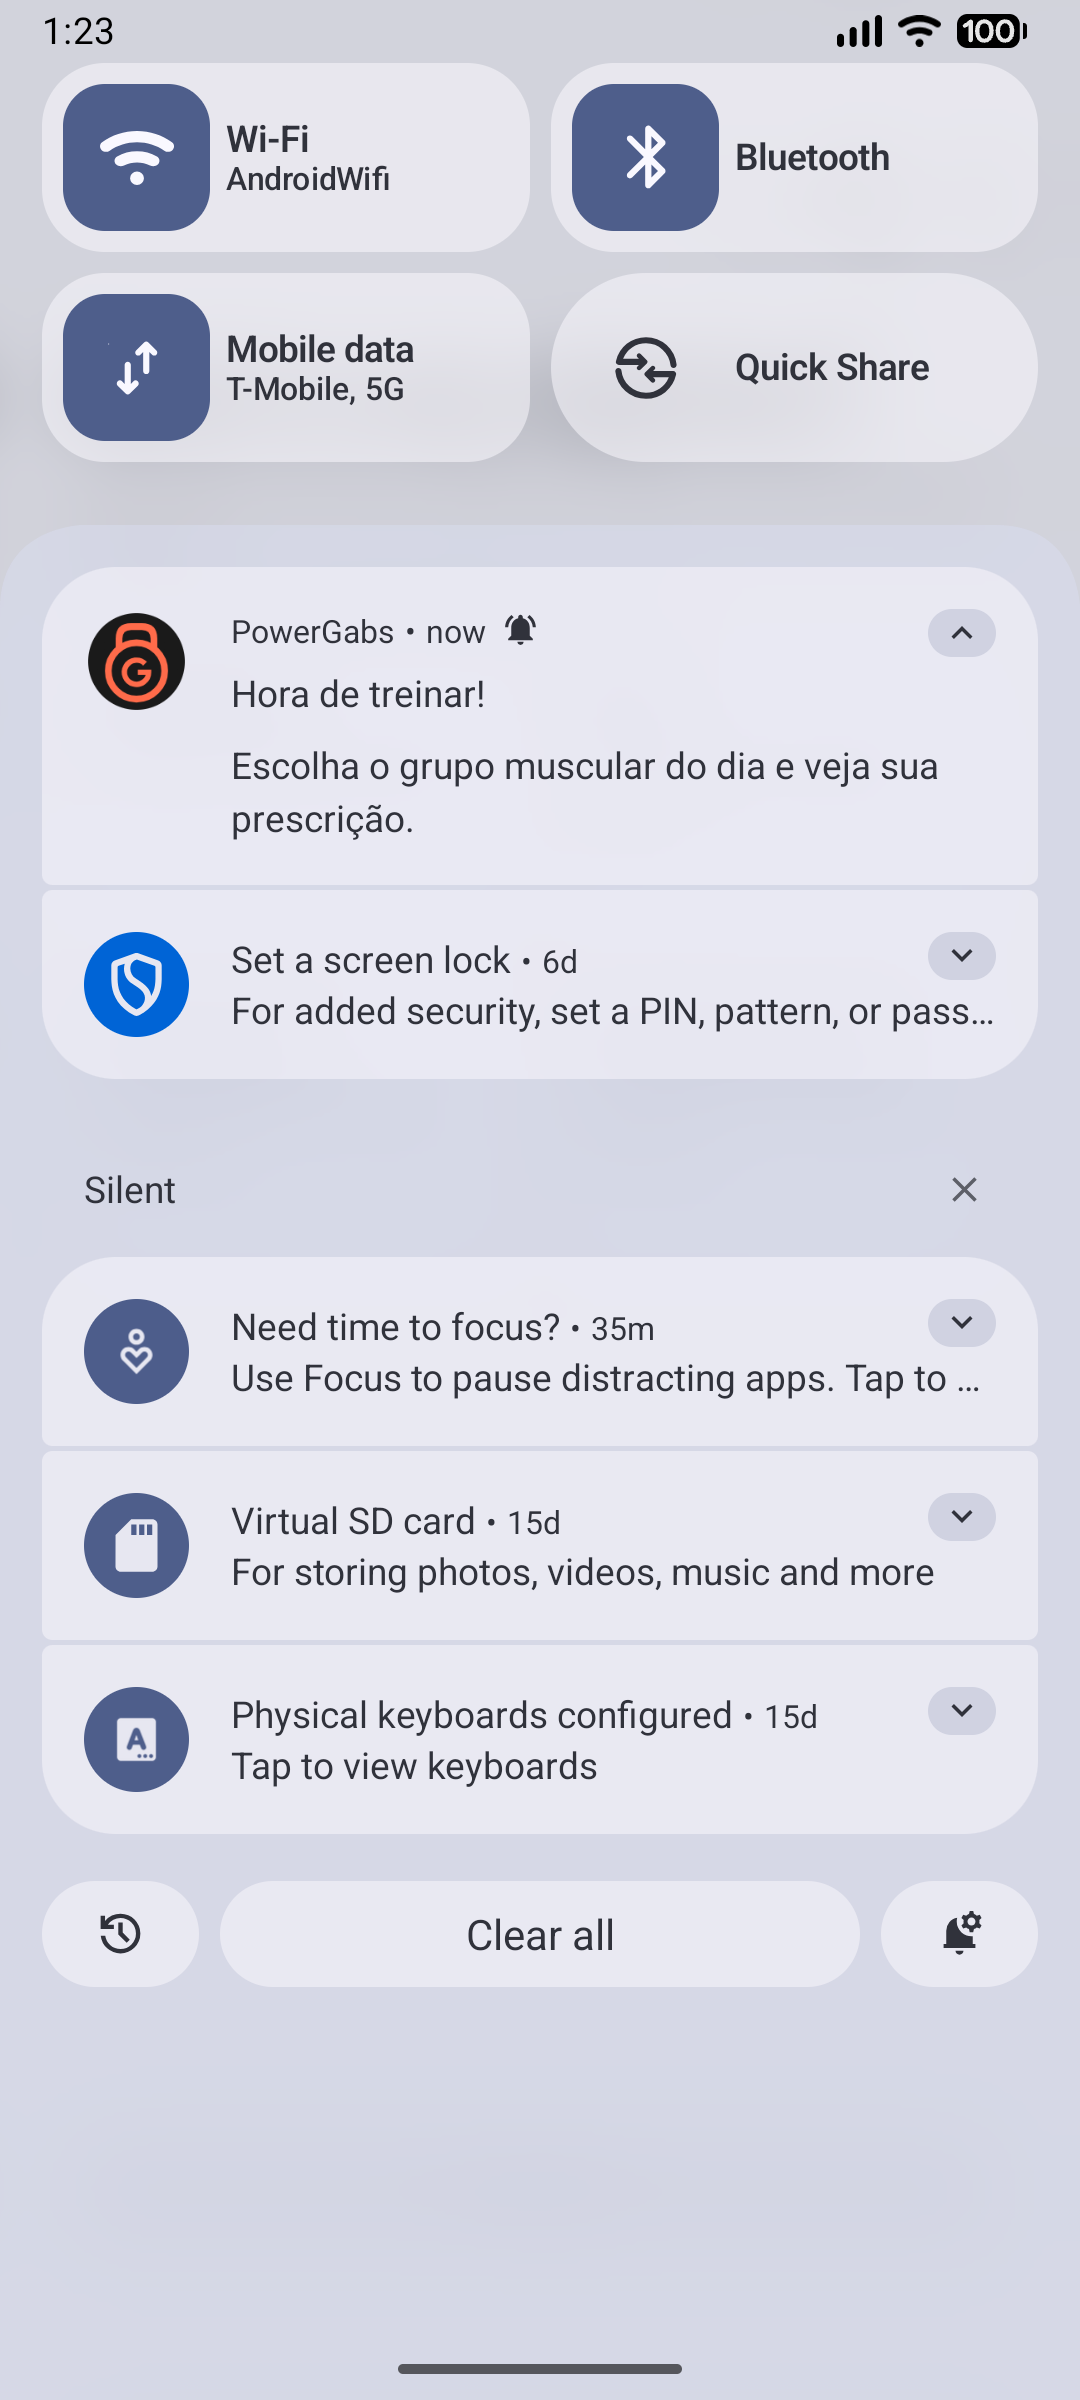 1:23
100
Wi-Fi
AndroidWifi
Bluetooth
Mobile data
T-Mobile, 5G
Quick Share
PowerGabs • now
Hora de treinar!
Escolha o grupo muscular do dia e veja sua
prescrição.
Set a screen lock • 6d
For added security, set a PIN, pattern, or pass…
Silent
Need time to focus? • 35m
Use Focus to pause distracting apps. Tap to …
Virtual SD card • 15d
For storing photos, videos, music and more
Physical keyboards configured • 15d
Tap to view keyboards
Clear all